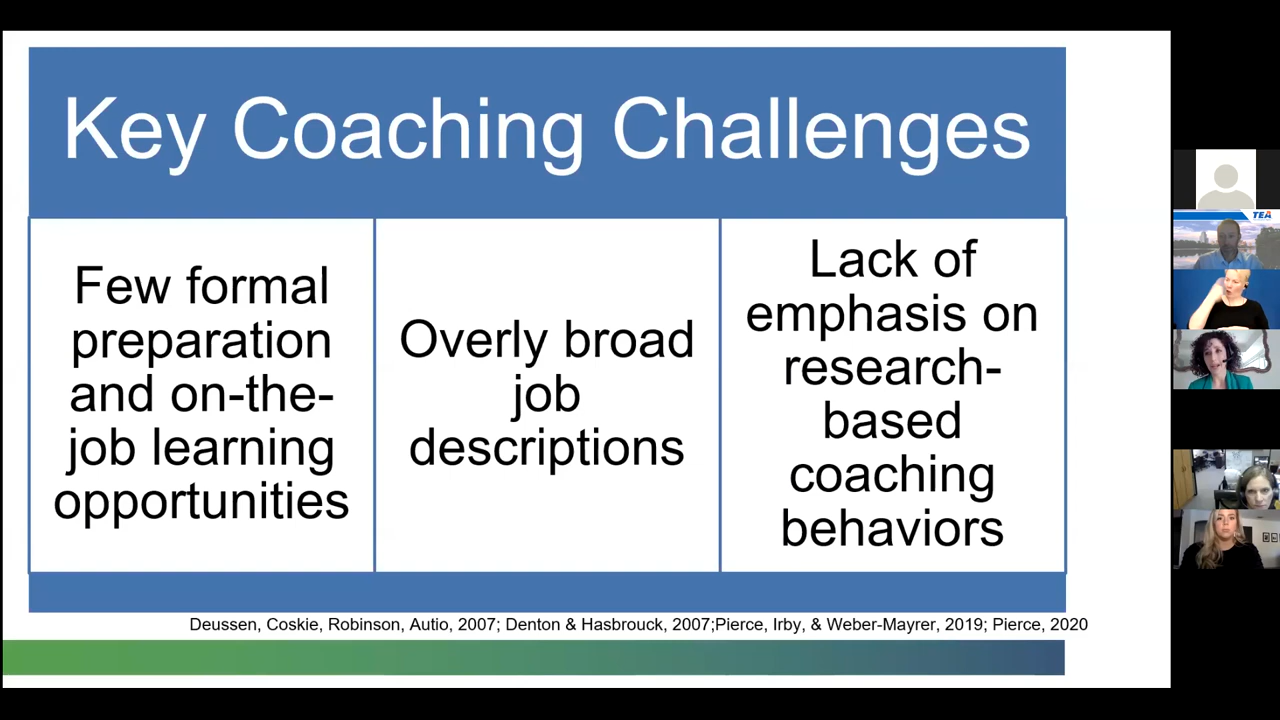 Key Coaching Challenges
Few formal
preparation
and on-the-
job learning
opportunities
Overly broad
job
descriptions
Lack of
emphasis on
research-
based
coaching
behaviors
Deussen, Coskie, Robinson, Autio, 2007; Denton & Hasbrouck, 2007;Pierce, Irby, & Weber-Mayrer, 2019; Pierce, 2020
TEA